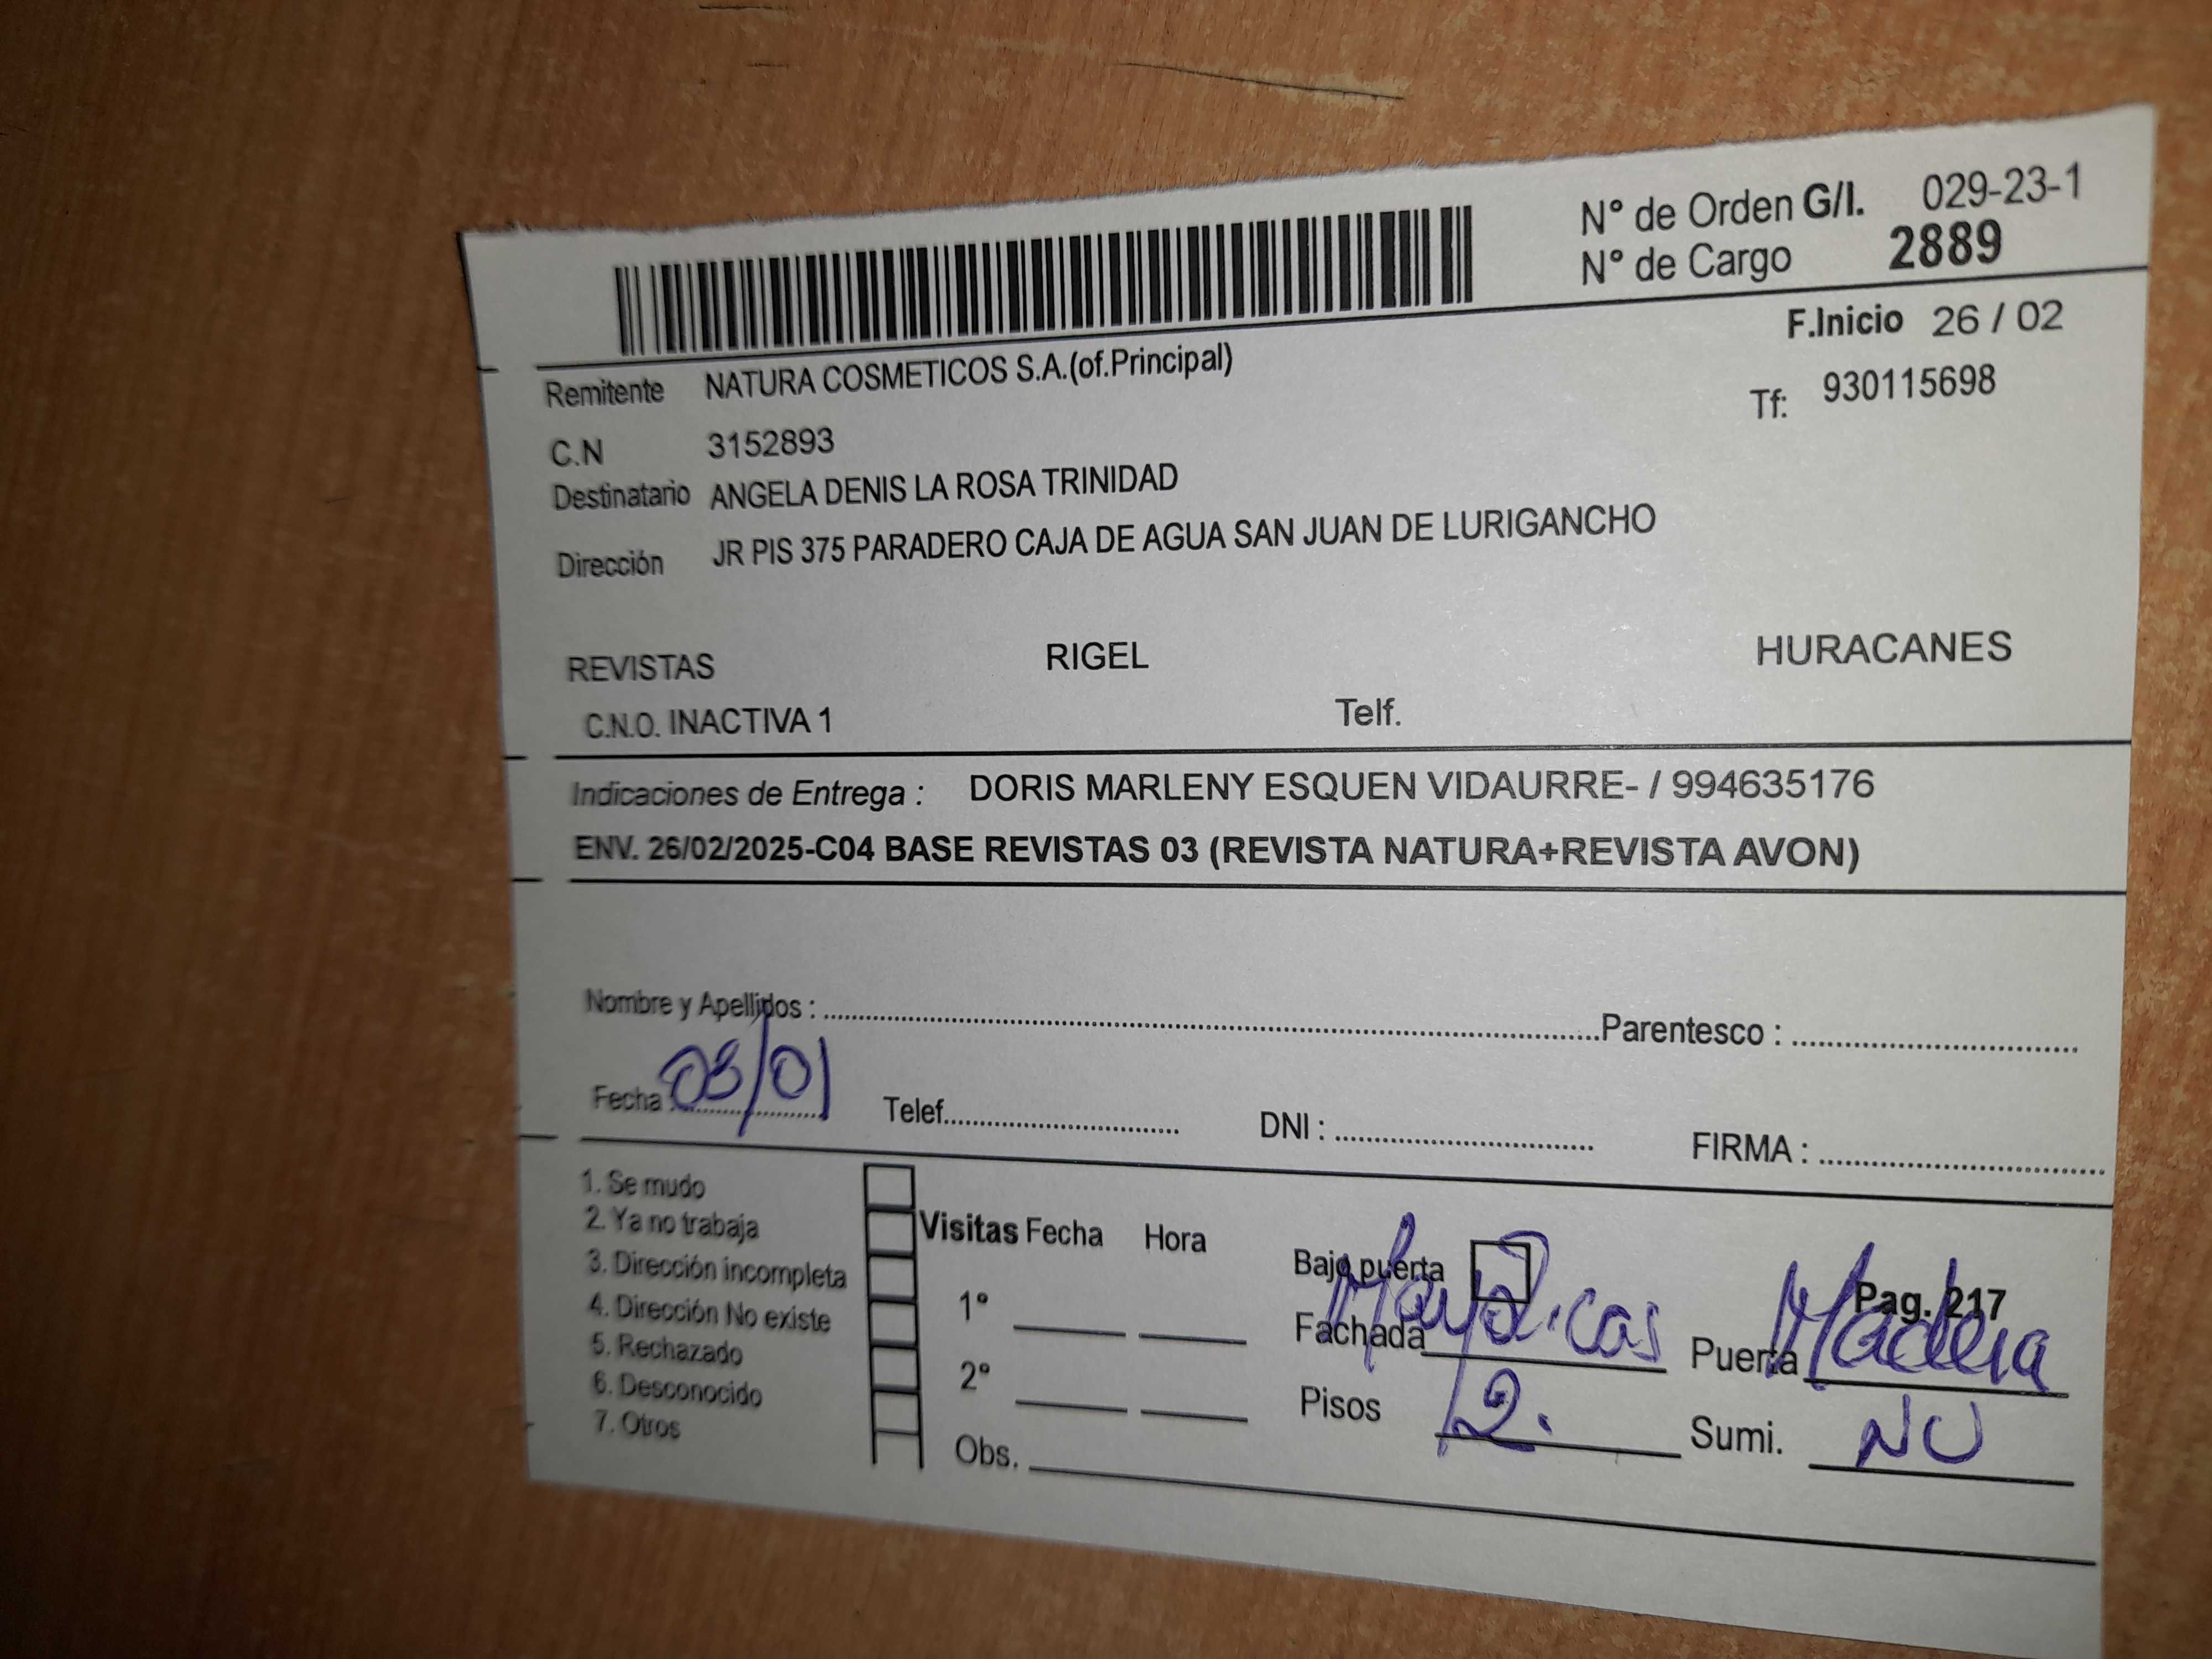 N° de Orden G/I. 029-23-1
N° de Cargo 2889
F.Inicio 26 / 02
Remitente NATURA COSMETICOS S.A.(of.Principal)
Tf: 930115698
C.N 3152893
Destinatario ANGELA DENIS LA ROSA TRINIDAD
Dirección JR PIS 375 PARADERO CAJA DE AGUA SAN JUAN DE LURIGANCHO
REVISTAS RIGEL HURACANES
C.N.O. INACTIVA 1 Telf.
Indicaciones de Entrega : DORIS MARLENY ESQUEN VIDAURRE- / 994635176
ENV. 26/02/2025-C04 BASE REVISTAS 03 (REVISTA NATURA+REVISTA AVON)
Nombre y Apellidos : Parentesco :
Fecha 03/01 Telef. DNI : FIRMA :
1. Se mudo
2. Ya no trabaja
3. Dirección incompleta
4. Dirección No existe
5. Rechazado
6. Desconocido
7. Otros
Visitas Fecha Hora
1°
2°
Obs.
Bajo puerta Pag. 217
Fachada Mayolicas Puerta Madera
Pisos 2. Sumi. NU